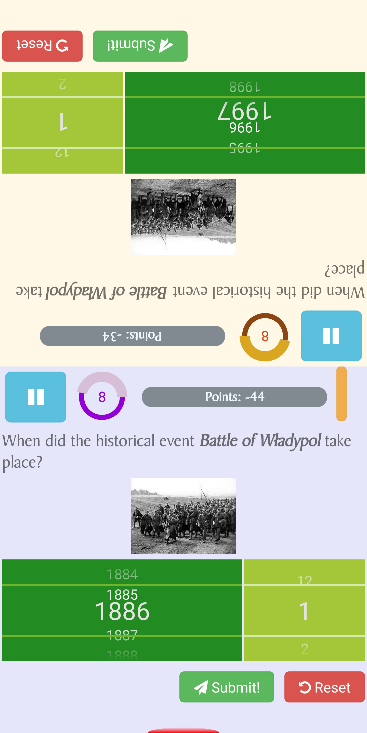 Reset
Submit!
2
1
12
1998
1997
1996
1995
When did the historical event Battle of Władypol take
place?
Points: -34
8
8
Points: -44
When did the historical event Battle of Władypol take
place?
1884
1885
1886
1887
1888
12
1
2
Submit!
Reset